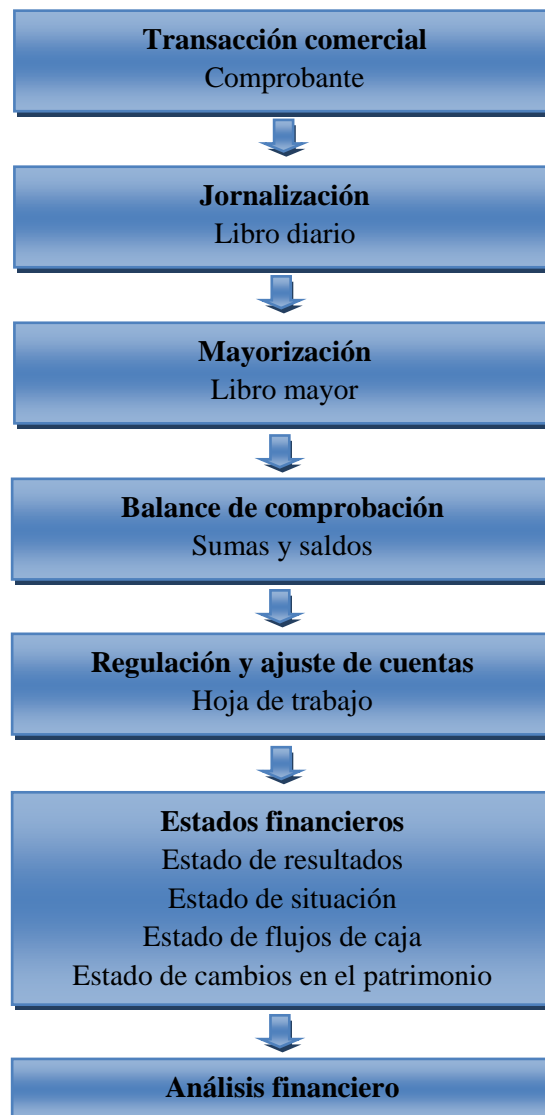 Transacción comercial
Comprobante
Jornalización
Libro diario
Mayorización
Libro mayor
Balance de comprobación
Sumas y saldos
Regulación y ajuste de cuentas
Hoja de trabajo
Estados financieros
Estado de resultados
Estado de situación
Estado de flujos de caja
Estado de cambios en el patrimonio
Análisis financiero